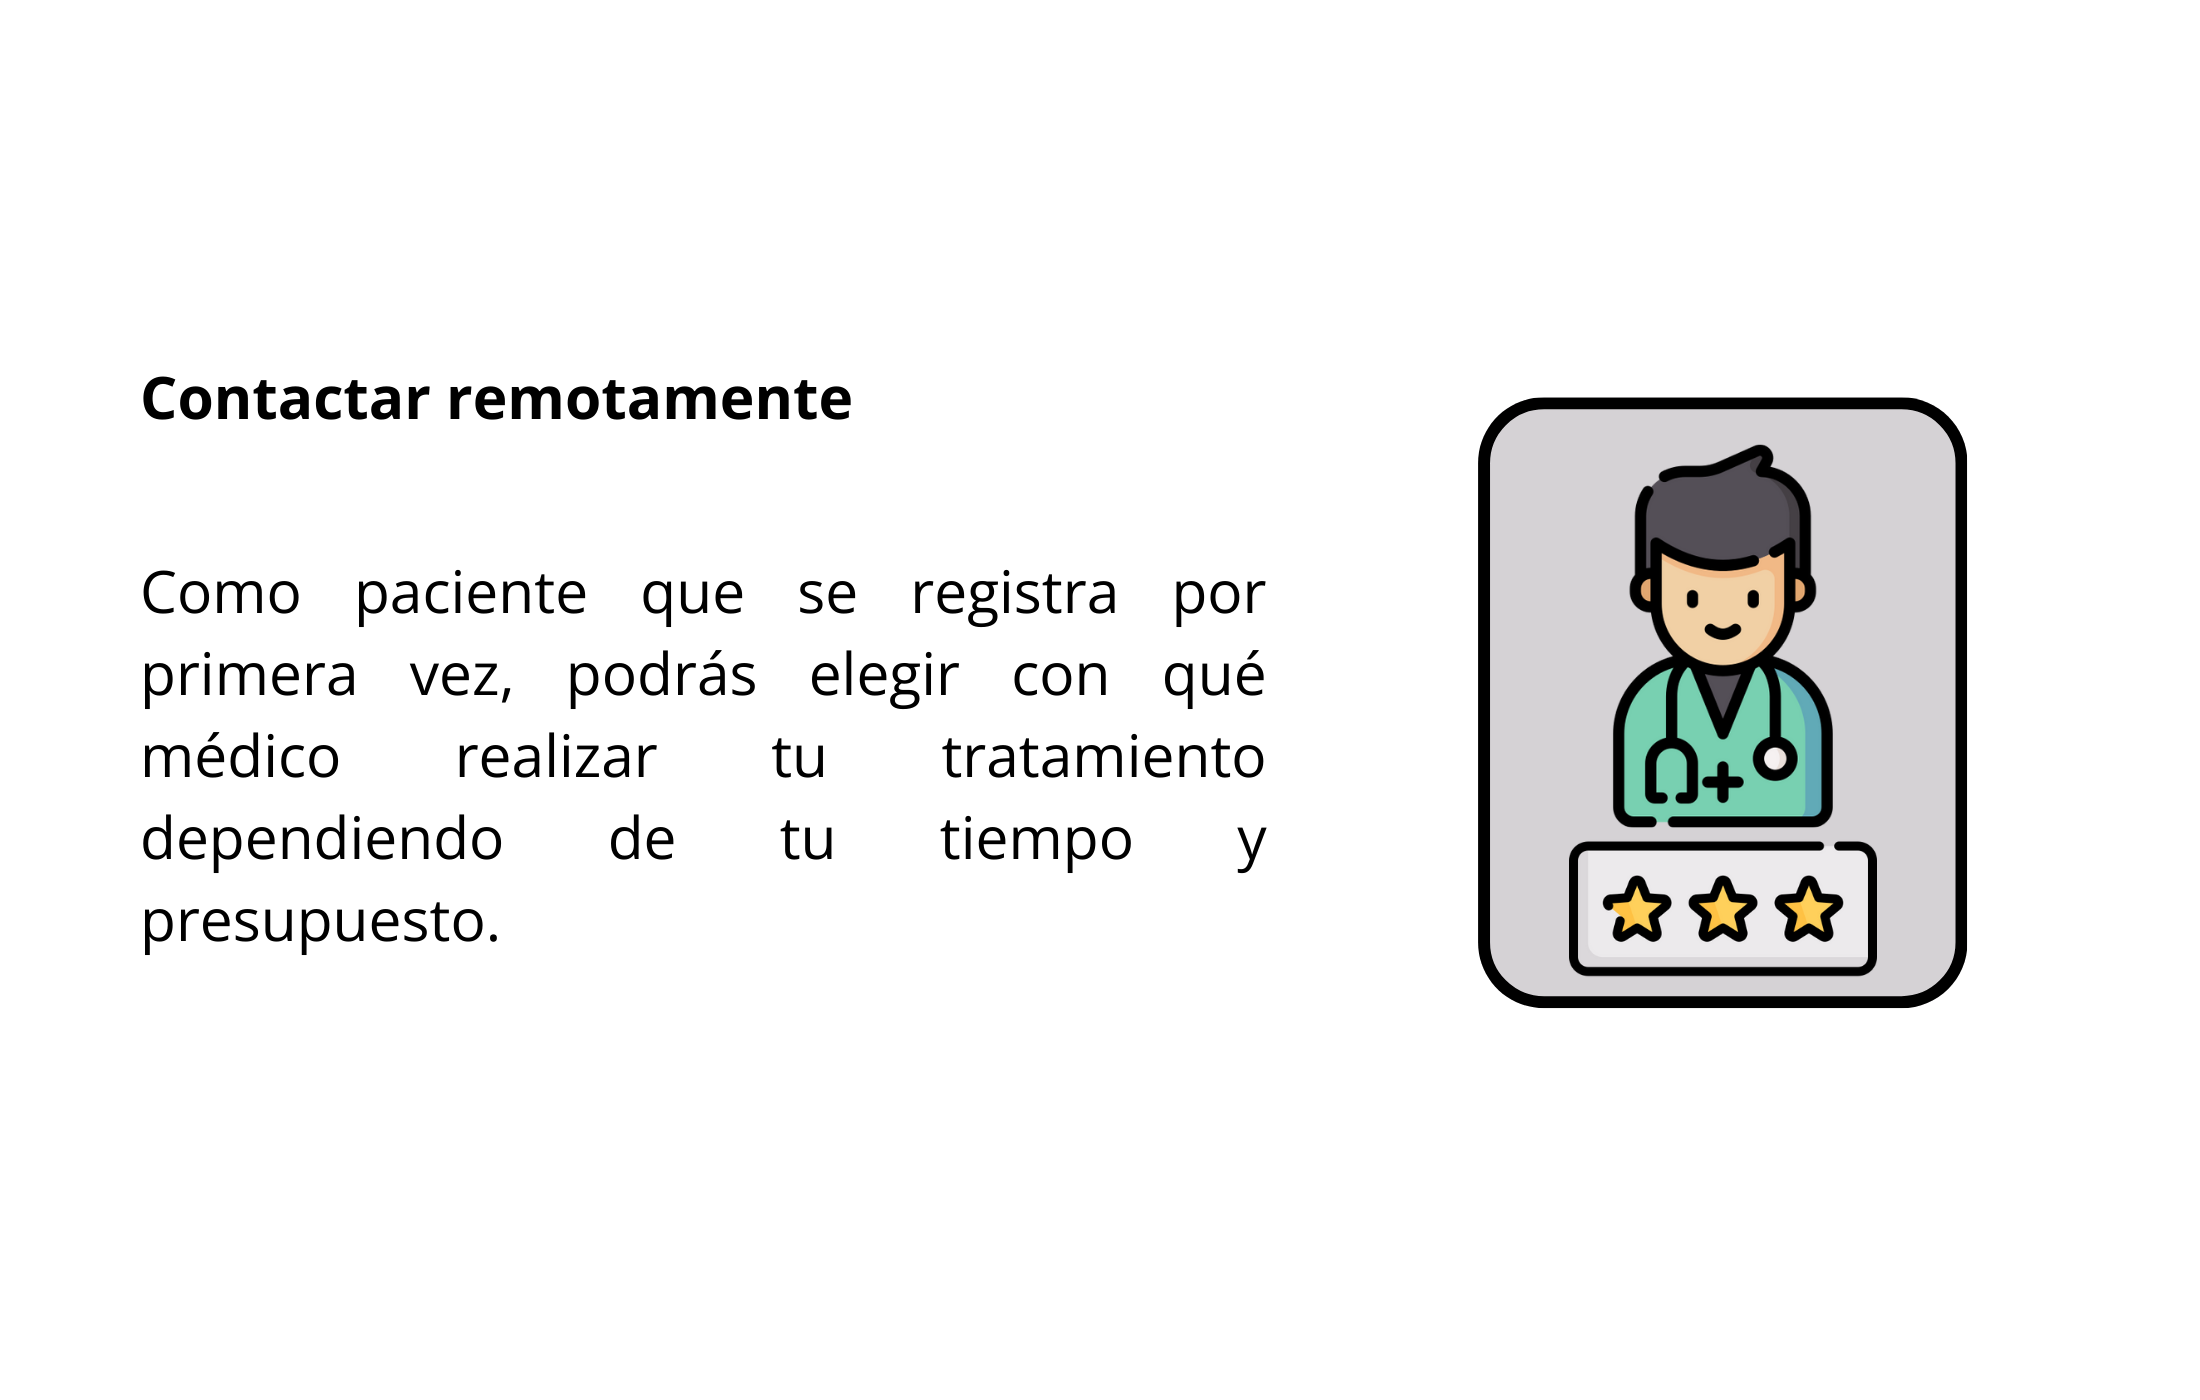 Contactar remotamente
Como paciente que se registra por
primera vez, podrás elegir con qué
médico realizar tu tratamiento
dependiendo de tu tiempo y
presupuesto.